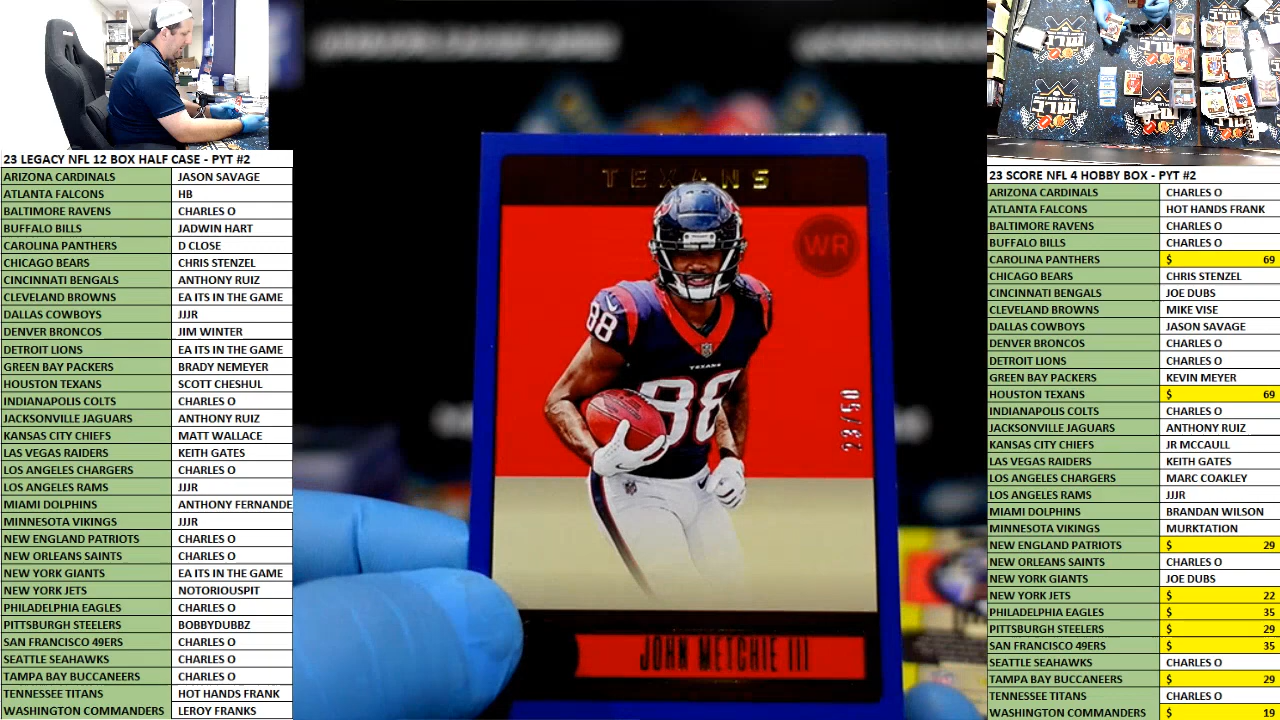 23 LEGACY NFL 12 BOX HALF CASE - PYT #2
ARIZONA CARDINALS JASON SAVAGE
ATLANTA FALCONS HB
BALTIMORE RAVENS CHARLES O
BUFFALO BILLS JADWIN HART
CAROLINA PANTHERS D CLOSE
CHICAGO BEARS CHRIS STENZEL
CINCINNATI BENGALS ANTHONY RUIZ
CLEVELAND BROWNS EA ITS IN THE GAME
DALLAS COWBOYS JJJR
DENVER BRONCOS JIM WINTER
DETROIT LIONS EA ITS IN THE GAME
GREEN BAY PACKERS BRADY NEMEYER
HOUSTON TEXANS SCOTT CHESHUL
INDIANAPOLIS COLTS CHARLES O
JACKSONVILLE JAGUARS ANTHONY RUIZ
KANSAS CITY CHIEFS MATT WALLACE
LAS VEGAS RAIDERS KEITH GATES
LOS ANGELES CHARGERS CHARLES O
LOS ANGELES RAMS JJJR
MIAMI DOLPHINS ANTHONY FERNANDE
MINNESOTA VIKINGS JJJR
NEW ENGLAND PATRIOTS CHARLES O
NEW ORLEANS SAINTS CHARLES O
NEW YORK GIANTS EA ITS IN THE GAME
NEW YORK JETS NOTORIOUSPIT
PHILADELPHIA EAGLES CHARLES O
PITTSBURGH STEELERS BOBBYDUBBZ
SAN FRANCISCO 49ERS CHARLES O
SEATTLE SEAHAWKS CHARLES O
TAMPA BAY BUCCANEERS CHARLES O
TENNESSEE TITANS HOT HANDS FRANK
WASHINGTON COMMANDERS LEROY FRANKS
TEXANS
WR
88
TEXANS
88
23/50
JOHN METCHIE III
23 SCORE NFL 4 HOBBY BOX - PYT #2
ARIZONA CARDINALS CHARLES O
ATLANTA FALCONS HOT HANDS FRANK
BALTIMORE RAVENS CHARLES O
BUFFALO BILLS CHARLES O
CAROLINA PANTHERS $ 69
CHICAGO BEARS CHRIS STENZEL
CINCINNATI BENGALS JOE DUBS
CLEVELAND BROWNS MIKE VISE
DALLAS COWBOYS JASON SAVAGE
DENVER BRONCOS CHARLES O
DETROIT LIONS CHARLES O
GREEN BAY PACKERS KEVIN MEYER
HOUSTON TEXANS $ 69
INDIANAPOLIS COLTS CHARLES O
JACKSONVILLE JAGUARS ANTHONY RUIZ
KANSAS CITY CHIEFS JR MCCAULL
LAS VEGAS RAIDERS KEITH GATES
LOS ANGELES CHARGERS MARC COAKLEY
LOS ANGELES RAMS JJJR
MIAMI DOLPHINS BRANDAN WILSON
MINNESOTA VIKINGS MURKTATION
NEW ENGLAND PATRIOTS $ 29
NEW ORLEANS SAINTS CHARLES O
NEW YORK GIANTS JOE DUBS
NEW YORK JETS $ 22
PHILADELPHIA EAGLES $ 35
PITTSBURGH STEELERS $ 29
SAN FRANCISCO 49ERS $ 35
SEATTLE SEAHAWKS CHARLES O
TAMPA BAY BUCCANEERS $ 29
TENNESSEE TITANS CHARLES O
WASHINGTON COMMANDERS $ 19